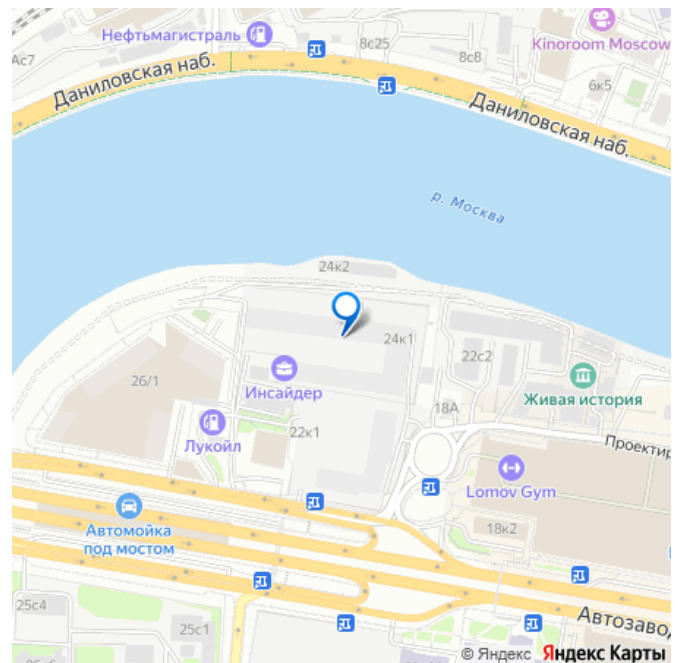 Нефтьмагистраль
8с25
8с8
Kinoroom Moscow
6к5
Ас7
Даниловская наб.
Даниловская наб.
р. Москва
24к2
24к1
22с2
26/1
Инсайдер
Живая история
18А
Лукойл
22к1
Проектир
Lomov Gym
18к2
Автомойка
под мостом
25с4
25с1
Автозавод
© Яндекс Яндекс Карты